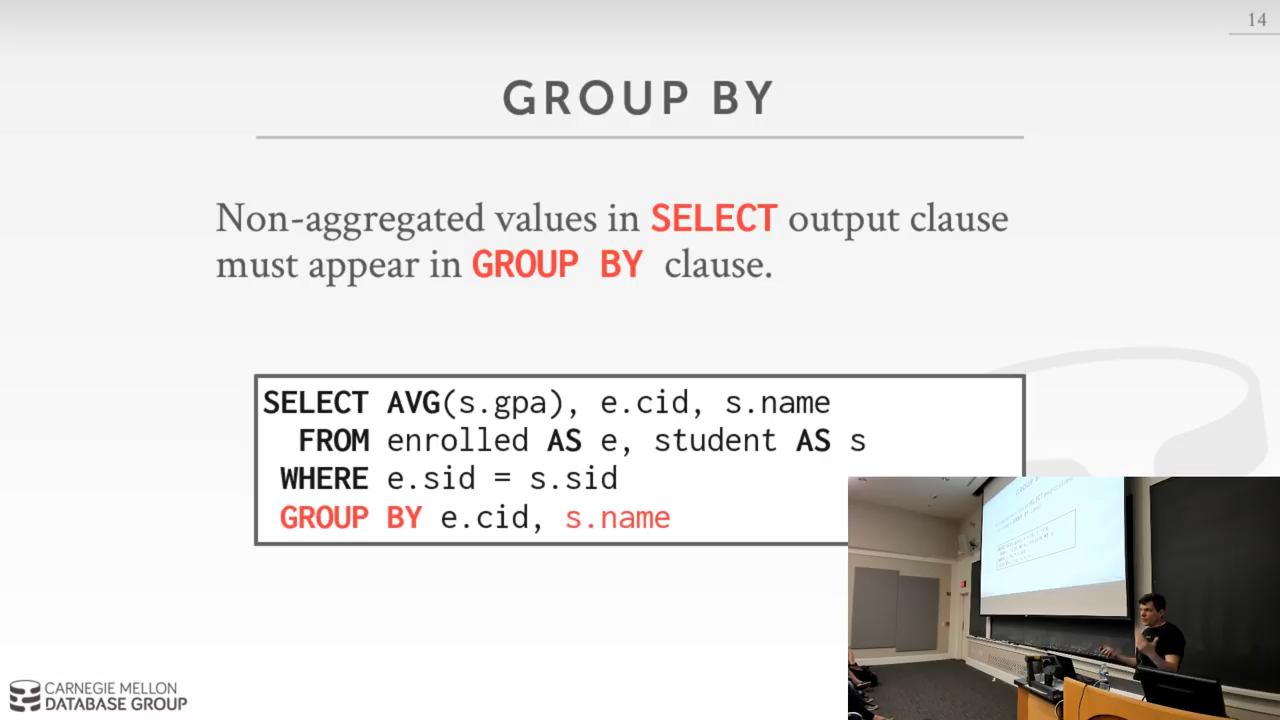 14
GROUP BY
Non-aggregated values in SELECT output clause
must appear in GROUP BY clause.
SELECT AVG(s.gpa), e.cid, s.name
FROM enrolled AS e, student AS s
WHERE e.sid = s.sid
GROUP BY e.cid, s.name
CARNEGIE MELLON
DATABASE GROUP